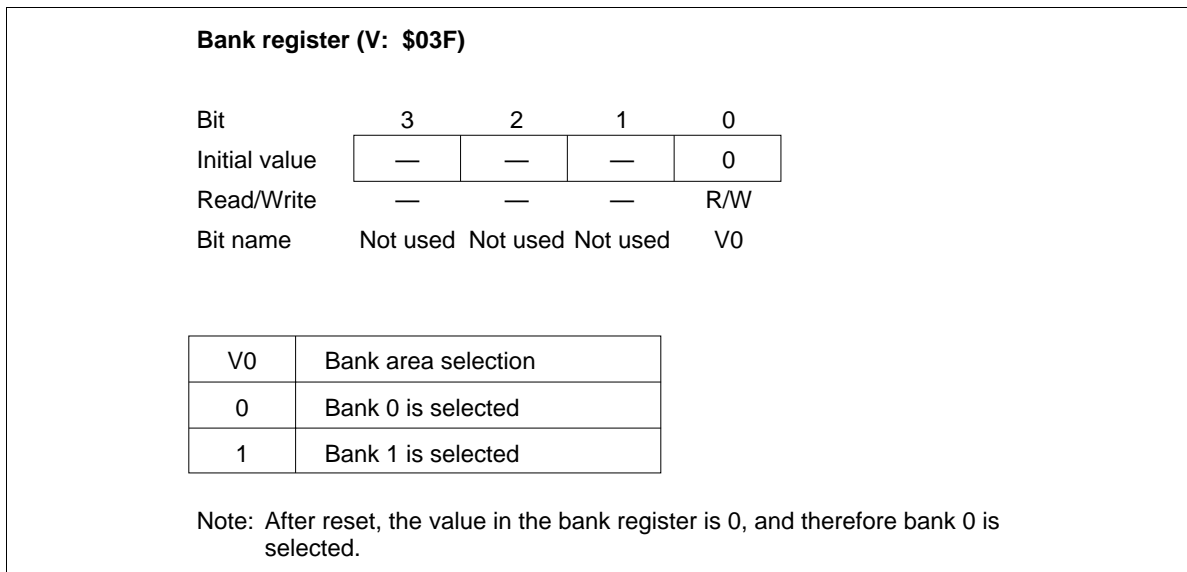 Bank register (V: $03F)
Bit 3 2 1 0
Initial value — — — 0
Read/Write — — — R/W
Bit name Not used Not used Not used V0
V0 Bank area selection
0 Bank 0 is selected
1 Bank 1 is selected
Note: After reset, the value in the bank register is 0, and therefore bank 0 is
selected.